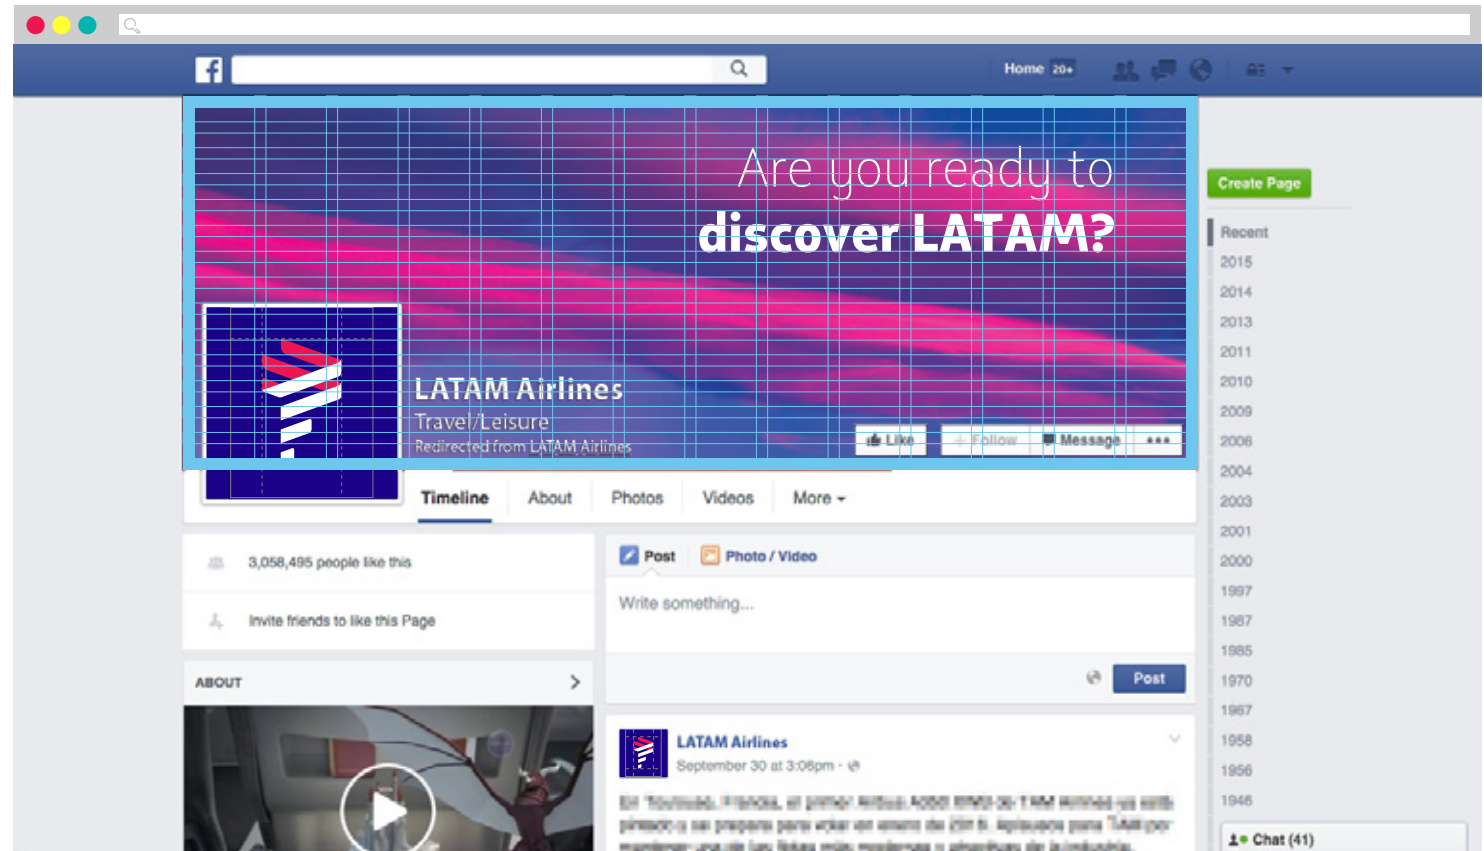 Home 20+
Are you ready to
discover LATAM?
LATAM Airlines
Travel/Leisure
Redirected from LATAM Airlines
Like
+ Follow
Message
Timeline
About
Photos
Videos
More
Create Page
Recent
2015
2014
2013
2011
2010
2009
2006
2004
2003
2001
2000
1997
1987
1985
1970
1967
1958
1956
1946
3,058,495 people like this
Invite friends to like this Page
ABOUT
Post
Photo / Video
Write something...
Post
LATAM Airlines
September 30 at 3:06pm
Chat (41)